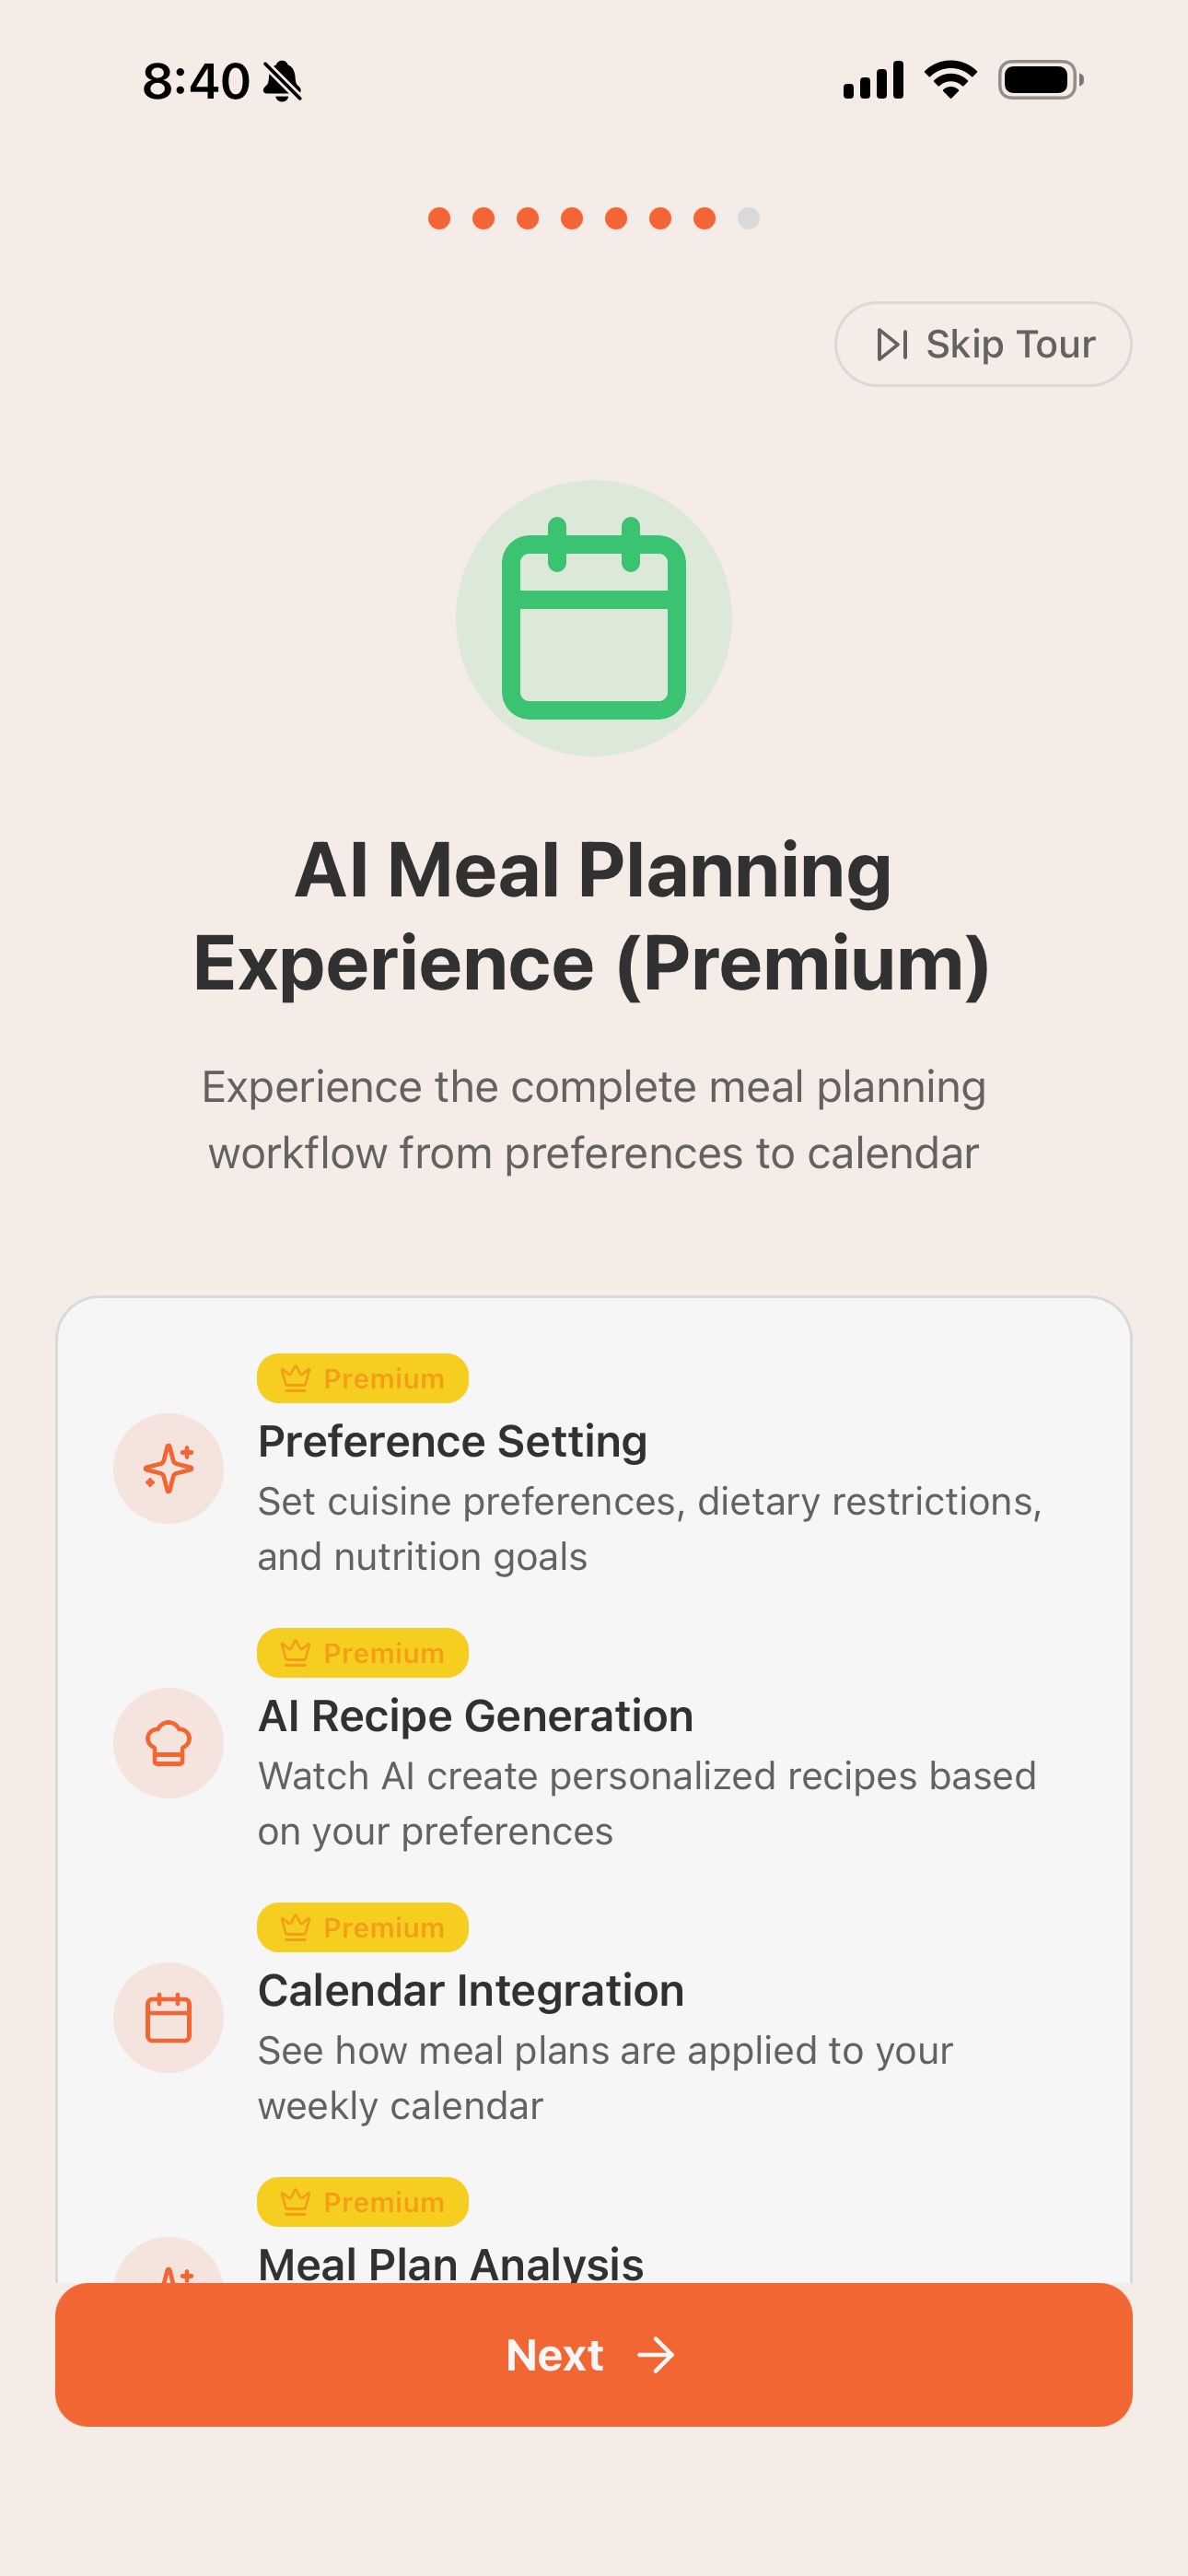 8:40
Skip Tour
AI Meal Planning
Experience (Premium)
Experience the complete meal planning
workflow from preferences to calendar
Premium
Preference Setting
Set cuisine preferences, dietary restrictions,
and nutrition goals
Premium
AI Recipe Generation
Watch AI create personalized recipes based
on your preferences
Premium
Calendar Integration
See how meal plans are applied to your
weekly calendar
Premium
Meal Plan Analysis
Next